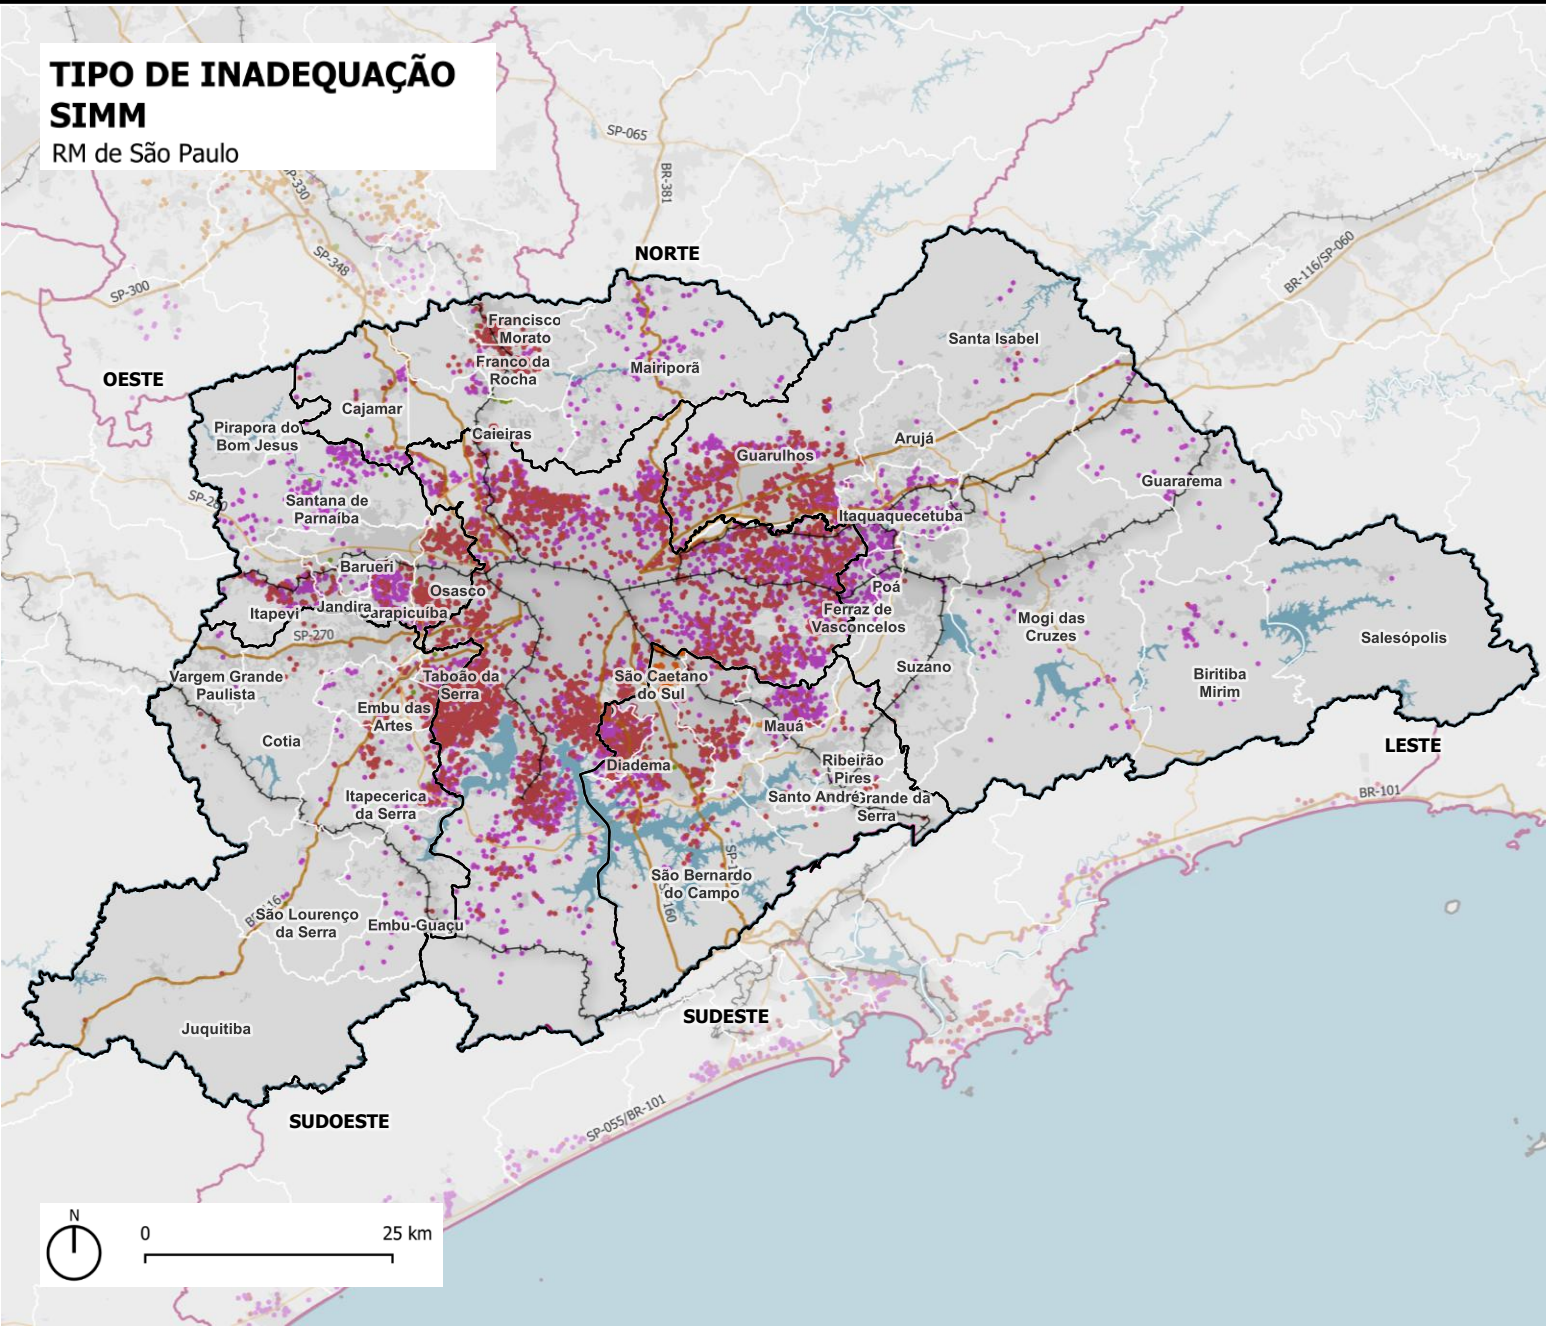 TIPO DE INADEQUAÇÃO
SIMM
RM de São Paulo
SP-330
SP-065
BR-381
SP-348
SP-300
NORTE
BR-116/SP-060
Francisco
Morato
Santa Isabel
Franco da
Rocha
Mairiporã
OESTE
Cajamar
Pirapora do
Bom Jesus
Caieiras
Guarulhos
Arujá
Guararema
Santana de
Parnaíba
Itaquaquecetuba
Barueri
Osasco
Poá
Itapevi
Jandira
arapicuíba
Ferraz de
Vasconcelos
Mogi das
Cruzes
SP-270
Salesópolis
Suzano
Vargem Grande
Paulista
Taboão da
Serra
São Caetano
do Sul
Biritiba
Mirim
Embu das
Artes
Mauá
Cotia
LESTE
Diadema
Ribeirão
Pires
Itapecerica
da Serra
Santo André
Grande da
Serra
BR-101
São Bernardo
do Campo
São Lourenço
da Serra
Embu-Guaçu
SUDESTE
Juquitiba
SUDOESTE
SP-055/BR-101
N
0
25 km